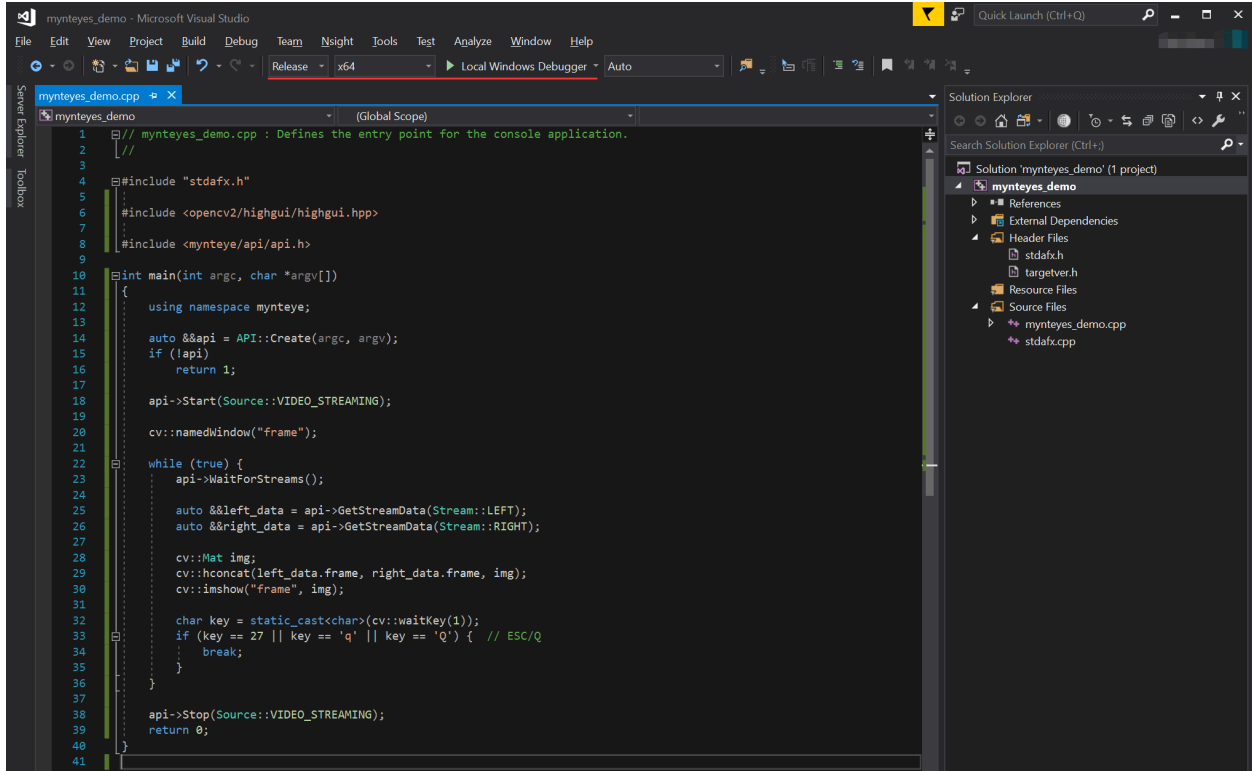 mynteyes_demo - Microsoft Visual Studio
Quick Launch (Ctrl+Q)
File Edit View Project Build Debug Team Nsight Tools Test Analyze Window Help
Release x64 Local Windows Debugger Auto
Server Explorer
Toolbox
mynteyes_demo.cpp
mynteyes_demo (Global Scope)
1 // mynteyes_demo.cpp : Defines the entry point for the console application.
2 //
3
4 #include "stdafx.h"
5
6 #include <opencv2/highgui/highgui.hpp>
7
8 #include <mynteye/api/api.h>
9
10 int main(int argc, char *argv[])
11 {
12     using namespace mynteye;
13
14     auto &&api = API::Create(argc, argv);
15     if (!api)
16         return 1;
17
18     api->Start(Source::VIDEO_STREAMING);
19
20     cv::namedWindow("frame");
21
22     while (true) {
23         api->WaitForStreams();
24
25         auto &&left_data = api->GetStreamData(Stream::LEFT);
26         auto &&right_data = api->GetStreamData(Stream::RIGHT);
27
28         cv::Mat img;
29         cv::hconcat(left_data.frame, right_data.frame, img);
30         cv::imshow("frame", img);
31
32         char key = static_cast<char>(cv::waitKey(1));
33         if (key == 27 || key == 'q' || key == 'Q') {  // ESC/Q
34             break;
35         }
36     }
37
38     api->Stop(Source::VIDEO_STREAMING);
39     return 0;
40 }
41
Solution Explorer
Search Solution Explorer (Ctrl+;)
Solution 'mynteyes_demo' (1 project)
mynteyes_demo
References
External Dependencies
Header Files
stdafx.h
targetver.h
Resource Files
Source Files
mynteyes_demo.cpp
stdafx.cpp